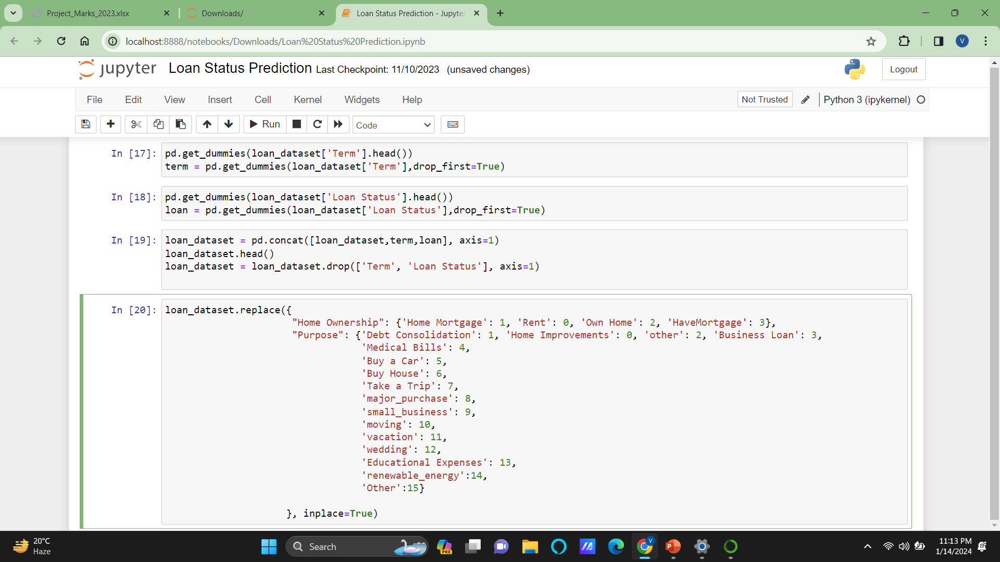 Project_Marks_2023.xlsx
Downloads/
Loan Status Prediction - Jupyter
localhost:8888/notebooks/Downloads/Loan%20Status%20Prediction.ipynb
V
jupyter Loan Status Prediction Last Checkpoint: 11/10/2023 (unsaved changes)
Logout
File Edit View Insert Cell Kernel Widgets Help
Not Trusted
Python 3 (ipykernel)
Run
Code
In [17]: pd.get_dummies(loan_dataset['Term'].head())
term = pd.get_dummies(loan_dataset['Term'],drop_first=True)
In [18]: pd.get_dummies(loan_dataset['Loan Status'].head())
loan = pd.get_dummies(loan_dataset['Loan Status'],drop_first=True)
In [19]: loan_dataset = pd.concat([loan_dataset,term,loan], axis=1)
loan_dataset.head()
loan_dataset = loan_dataset.drop(['Term', 'Loan Status'], axis=1)
In [20]: loan_dataset.replace({
"Home Ownership": {'Home Mortgage': 1, 'Rent': 0, 'Own Home': 2, 'HaveMortgage': 3},
"Purpose": {'Debt Consolidation': 1, 'Home Improvements': 0, 'other': 2, 'Business Loan': 3,
'Medical Bills': 4,
'Buy a Car': 5,
'Buy House': 6,
'Take a Trip': 7,
'major_purchase': 8,
'small_business': 9,
'moving': 10,
'vacation': 11,
'wedding': 12,
'Educational Expenses': 13,
'renewable_energy':14,
'Other':15}
}, inplace=True)
20°C
Haze
Search
PRE
V
P
11:13 PM
1/14/2024